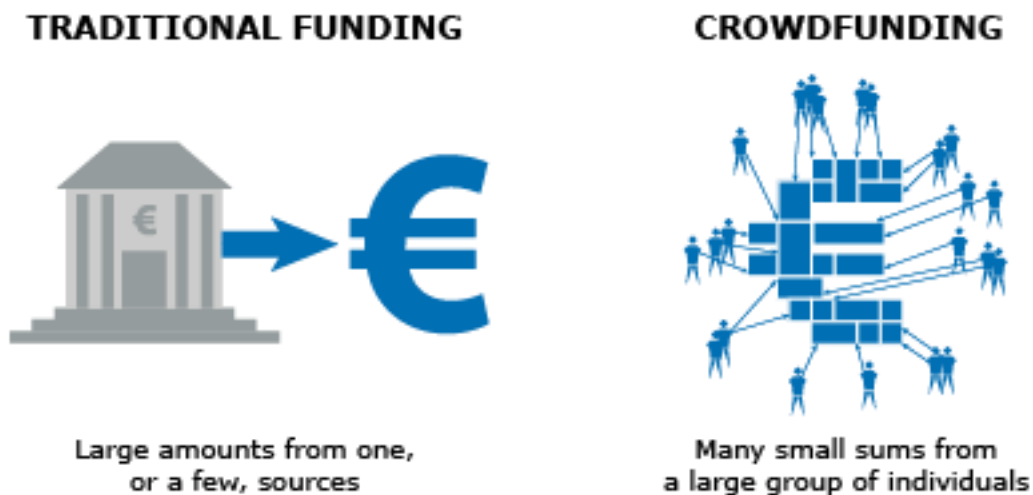 TRADITIONAL FUNDING
€
€
Large amounts from one,
or a few, sources
CROWDFUNDING
Many small sums from
a large group of individuals